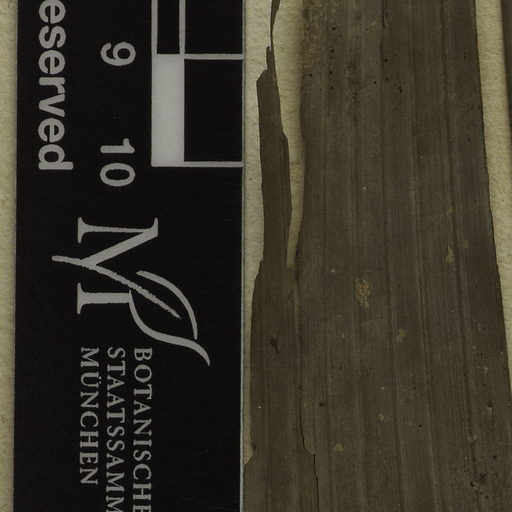 eserved
9
10
M
BOTANISCHE
STAATSSAMM
MÜNCHEN